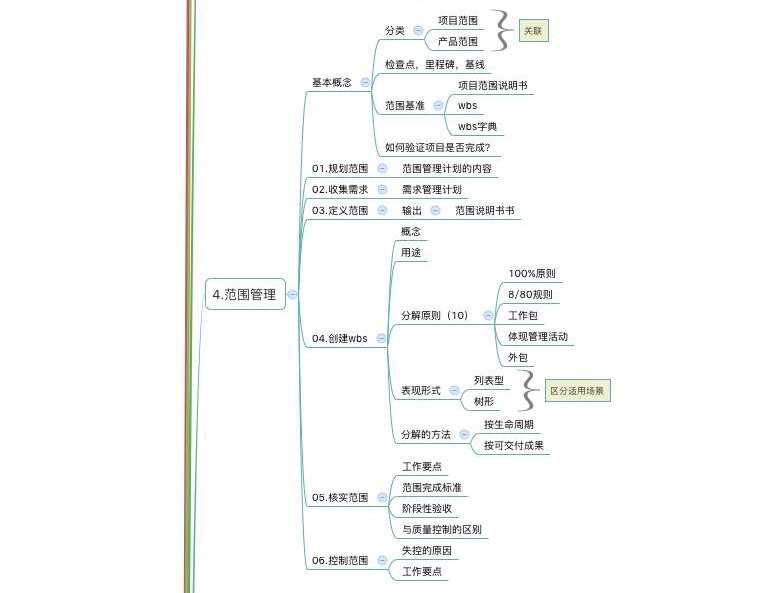 分类
项目范围
产品范围
关联
检查点，里程碑，基线
基本概念
范围基准
项目范围说明书
wbs
wbs字典
如何验证项目是否完成?
01.规划范围
范围管理计划的内容
02.收集需求
需求管理计划
03.定义范围
输出
范围说明书书
4.范围管理
概念
用途
04.创建wbs
分解原则（10）
100%原则
8/80规则
工作包
体现管理活动
外包
表现形式
列表型
树形
区分适用场景
分解的方法
按生命周期
按可交付成果
05.核实范围
工作要点
范围完成标准
阶段性验收
与质量控制的区别
06.控制范围
失控的原因
工作要点